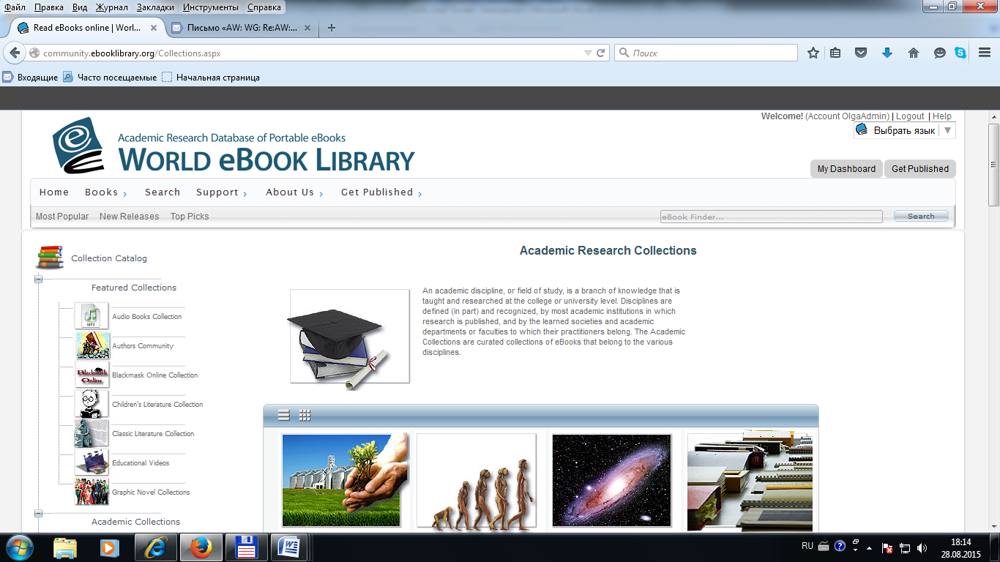 Файл Правка Вид Журнал Закладки Инструменты Справка
Read eBooks online | Worl...
Письмо «AW: WG: Re:AW:...
community.ebooklibrary.org/Collections.aspx
Поиск
Входящие Часто посещаемые Начальная страница
Welcome! (Account OlgaAdmin) | Logout | Help
Выбрать язык
Academic Research Database of Portable eBooks
WORLD eBOOK LIBRARY
My Dashboard Get Published
Home Books Search Support About Us Get Published
Most Popular New Releases Top Picks
eBook Finder... Search
Collection Catalog
Featured Collections
MP3
Audio Books Collection
Authors Community
Blackmask Online
Blackmask Online Collection
Children's Literature Collection
Classic Literature Collection
Educational Videos
Graphic Novel Collections
Academic Collections
Academic Research Collections
An academic discipline, or field of study, is a branch of knowledge that is
taught and researched at the college or university level. Disciplines are
defined (in part) and recognized, by most academic institutions in which
research is published, and by the learned societies and academic
departments or faculties to which their practitioners belong. The Academic
Collections are curated collections of eBooks that belong to the various
disciplines.
RU
18:14
28.08.2015